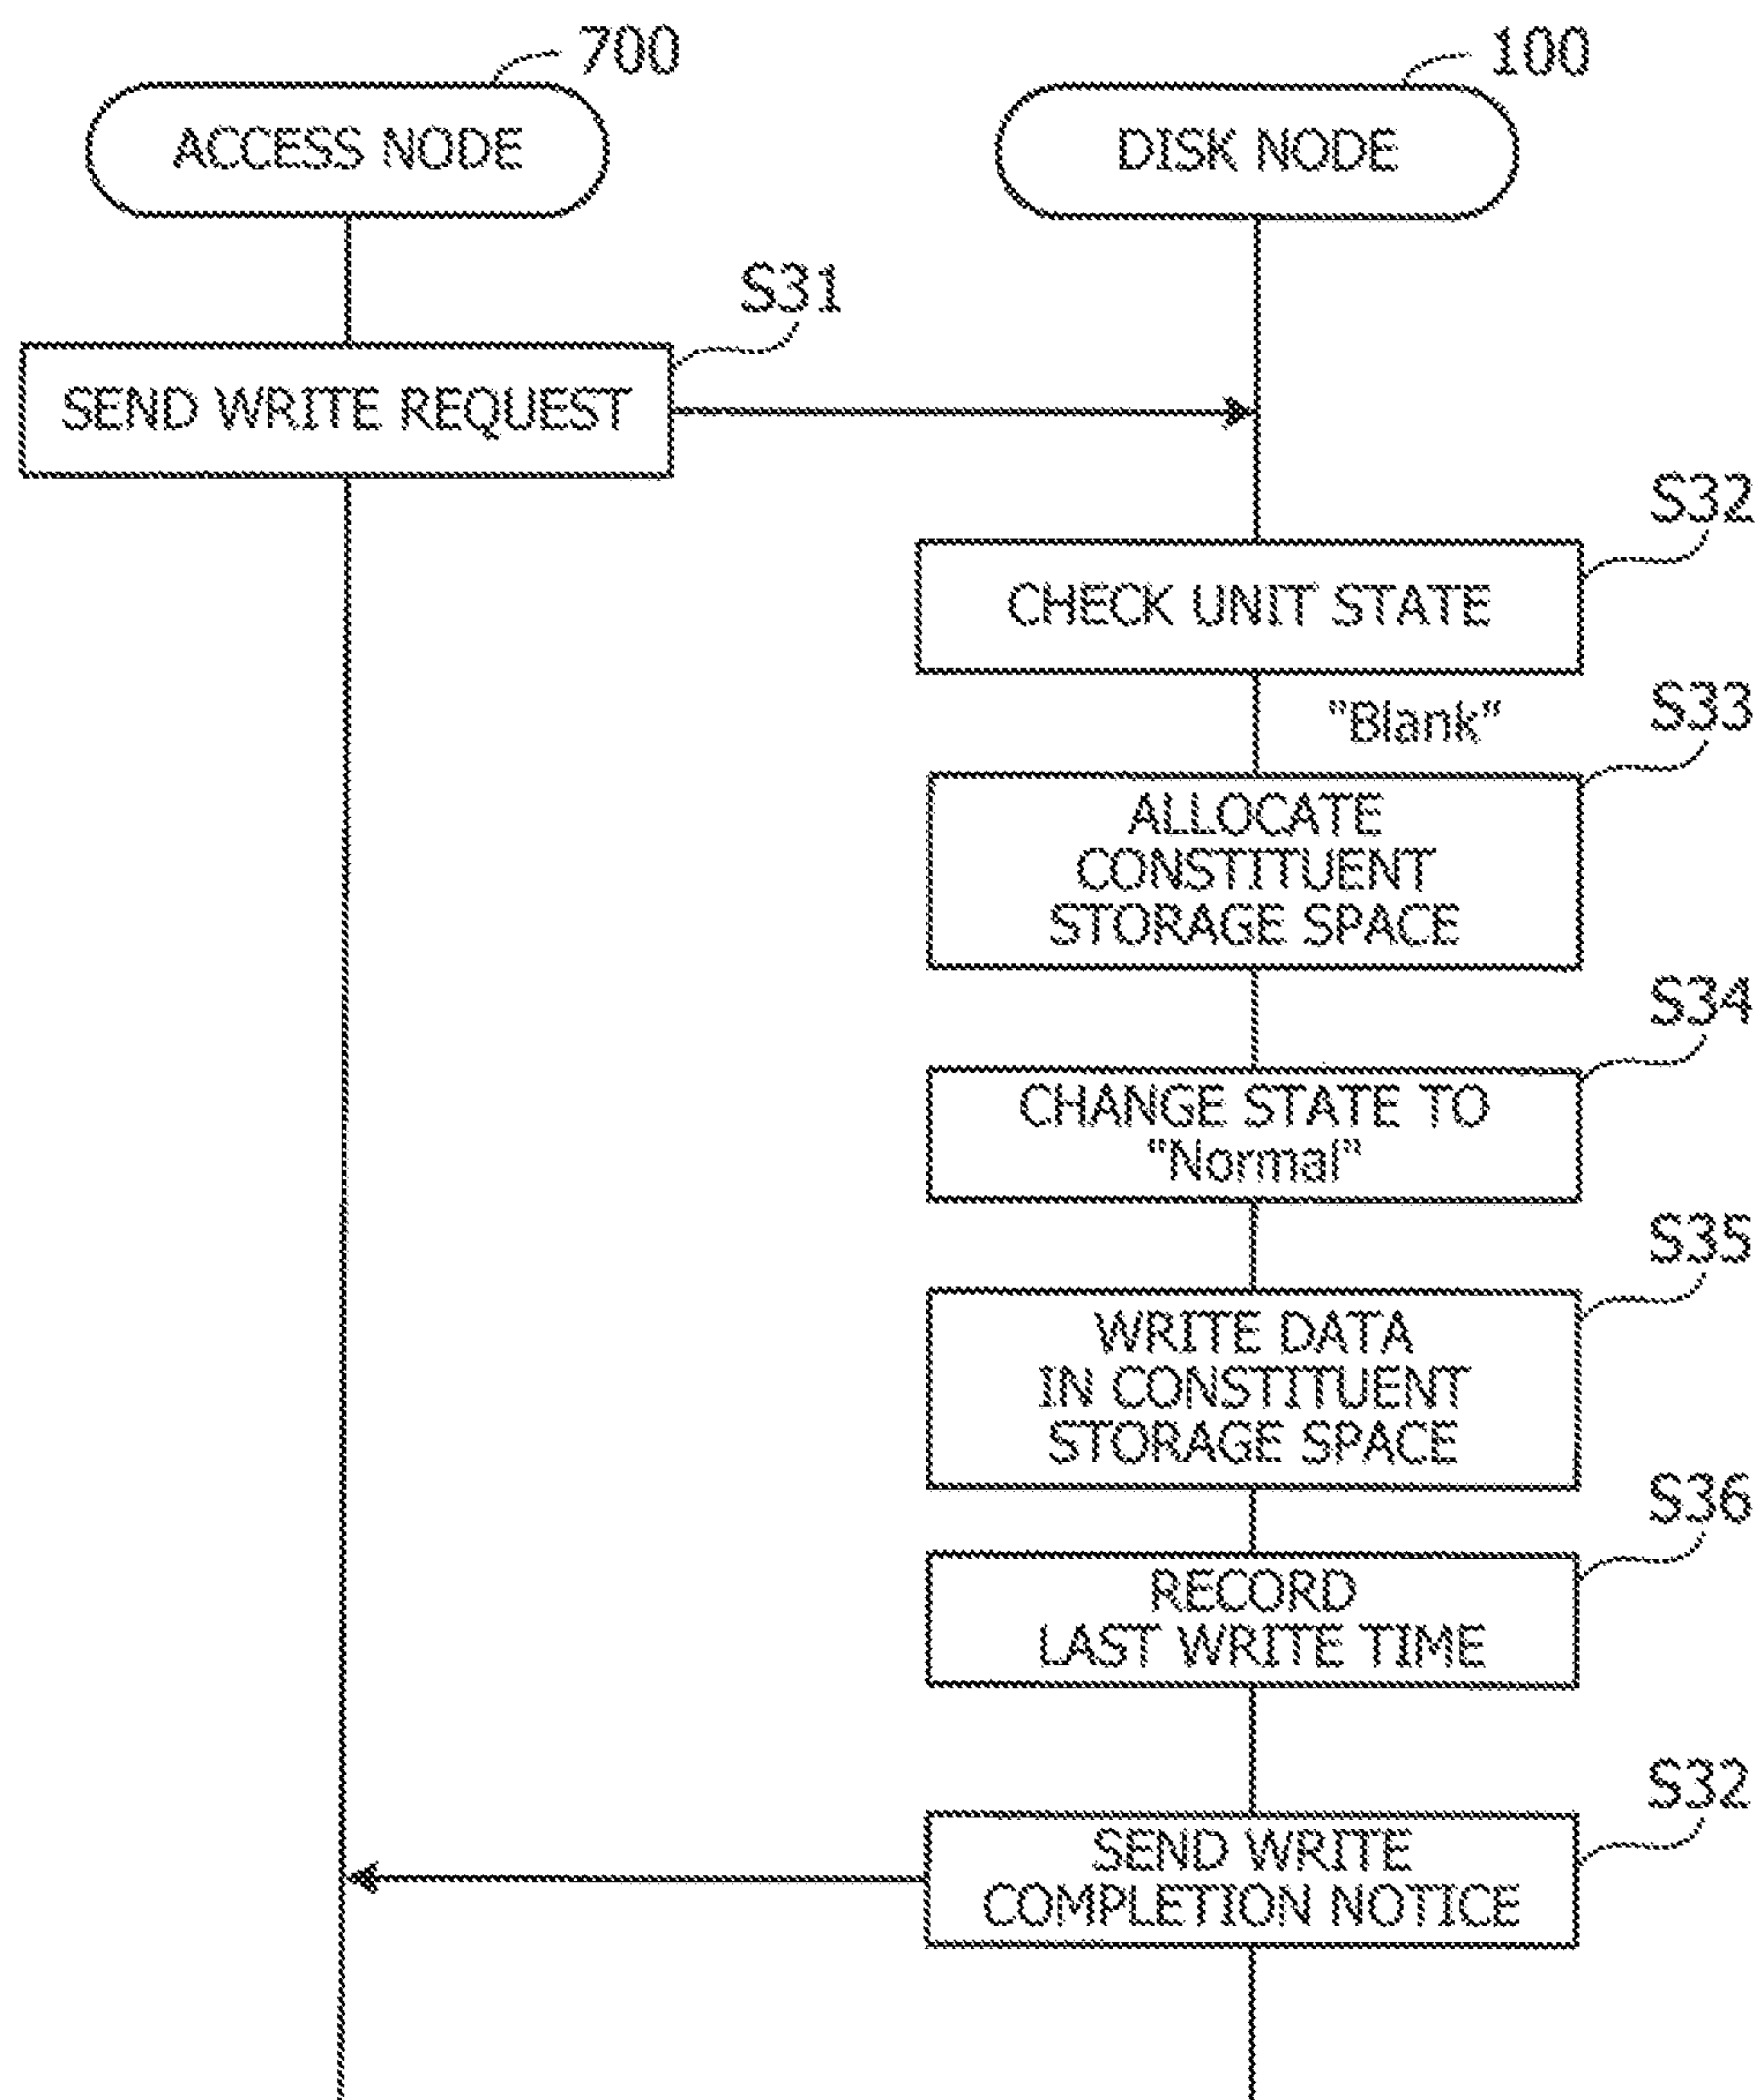 700
100
ACCESS NODE
DISK NODE
S31
SEND WRITE REQUEST
S32
CHECK UNIT STATE
"Blank"
S33
ALLOCATE
CONSTITUENT
STORAGE SPACE
S34
CHANGE STATE TO
"Normal"
S35
WRITE DATA
IN CONSTITUENT
STORAGE SPACE
S36
RECORD
LAST WRITE TIME
S32
SEND WRITE
COMPLETION NOTICE